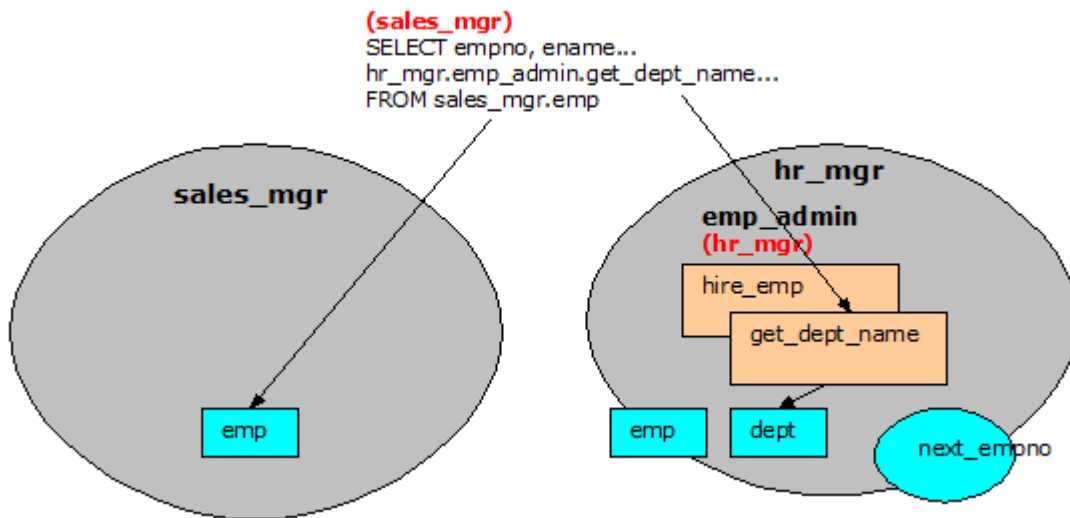 (sales_mgr)
SELECT empno, ename...
hr_mgr.emp_admin.get_dept_name...
FROM sales_mgr.emp
sales_mgr
emp
hr_mgr
emp_admin
(hr_mgr)
hire_emp
get_dept_name
emp
dept
next_empno